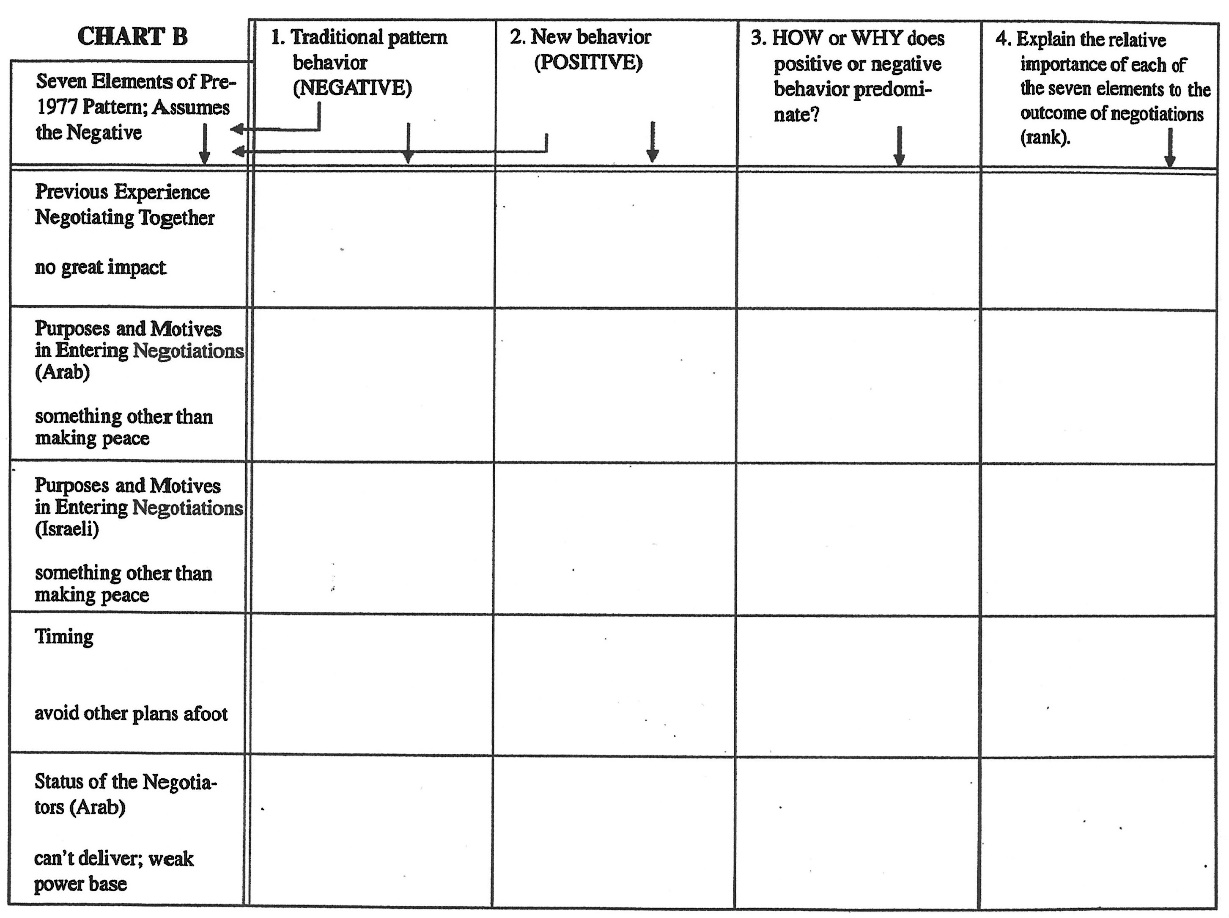 CHART B
Seven Elements of Pre-
1977 Pattern; Assumes
the Negative
1. Traditional pattern
behavior
(NEGATIVE)
2. New behavior
(POSITIVE)
3. HOW or WHY does
positive or negative
behavior predomi-
nate?
4. Explain the relative
importance of each of
the seven elements to the
outcome of negotiations
(rank).
Previous Experience
Negotiating Together
no great impact
Purposes and Motives
in Entering Negotiations
(Arab)
something other than
making peace
Purposes and Motives
in Entering Negotiations
(Israeli)
something other than
making peace
Timing
avoid other plans afoot
Status of the Negotia-
tors (Arab)
can't deliver; weak
power base